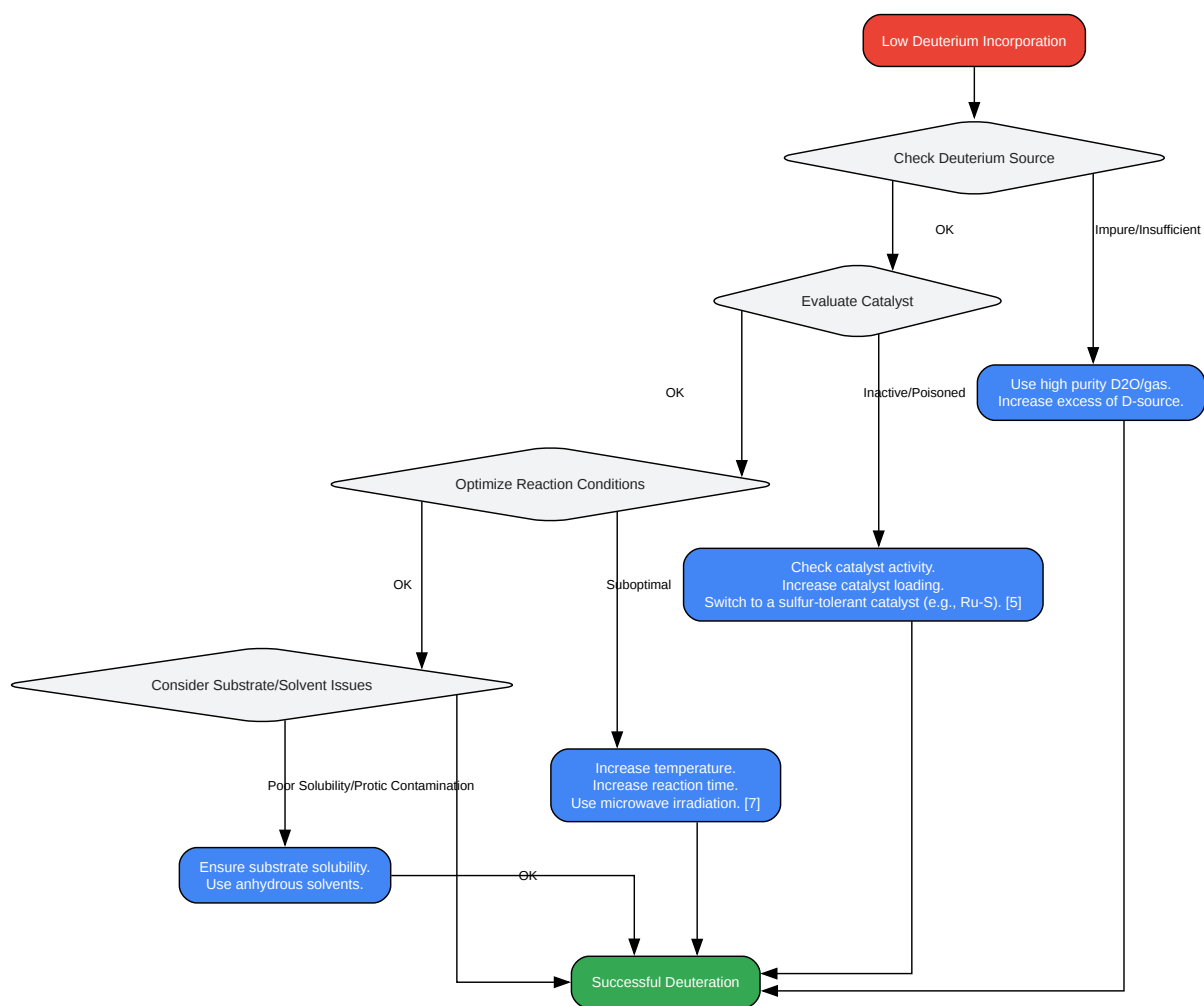 Low Deuterium Incorporation
Check Deuterium Source
OK
Impure/Insufficient
Evaluate Catalyst
Use high purity D2O/gas.
Increase excess of D-source.
OK
Inactive/Poisoned
Optimize Reaction Conditions
Check catalyst activity.
Increase catalyst loading.
Switch to a sulfur-tolerant catalyst (e.g., Ru-S). [5]
OK
Suboptimal
Consider Substrate/Solvent Issues
Increase temperature.
Increase reaction time.
Use microwave irradiation. [7]
Poor Solubility/Protic Contamination
Ensure substrate solubility.
Use anhydrous solvents.
OK
Successful Deuteration